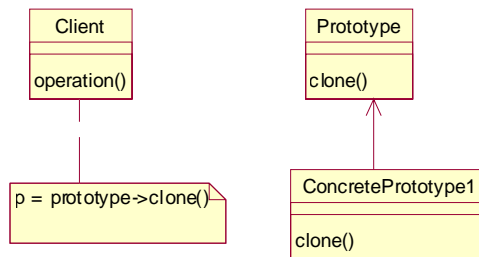 Client
operation()
p = prototype->clone()
Prototype
clone()
ConcretePrototype1
clone()